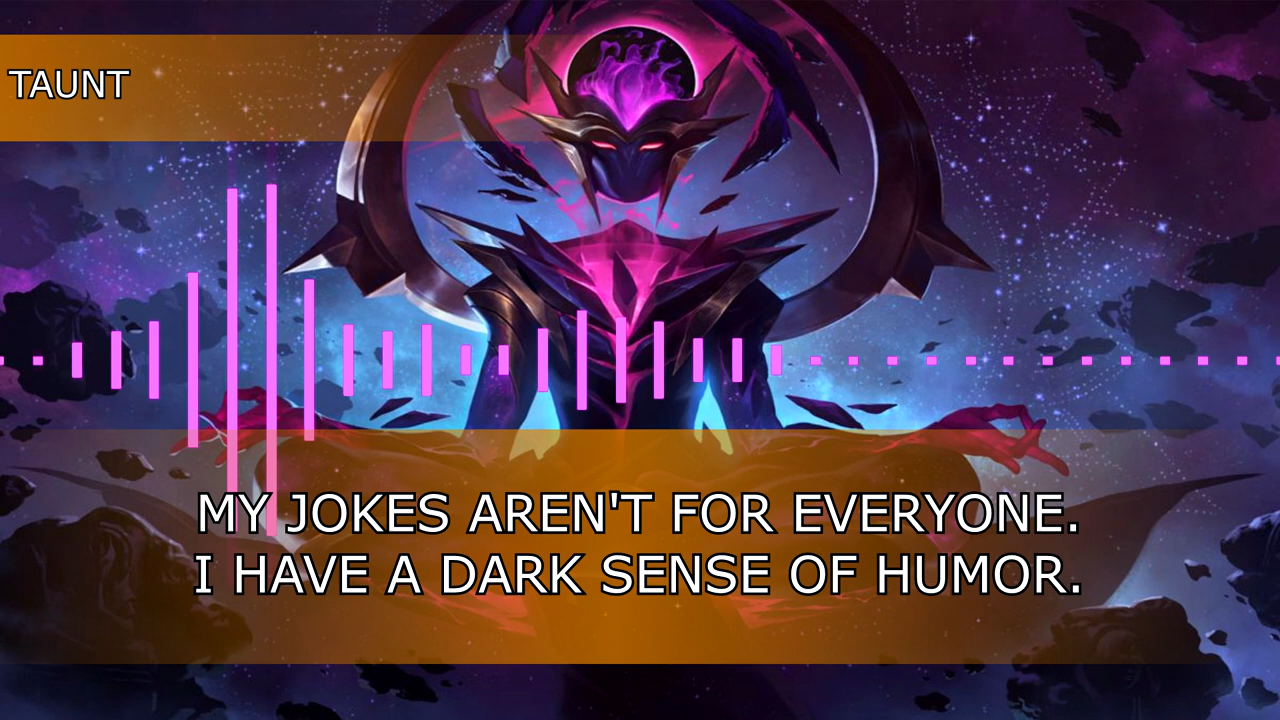 TAUNT
MY JOKES AREN'T FOR EVERYONE.
I HAVE A DARK SENSE OF HUMOR.